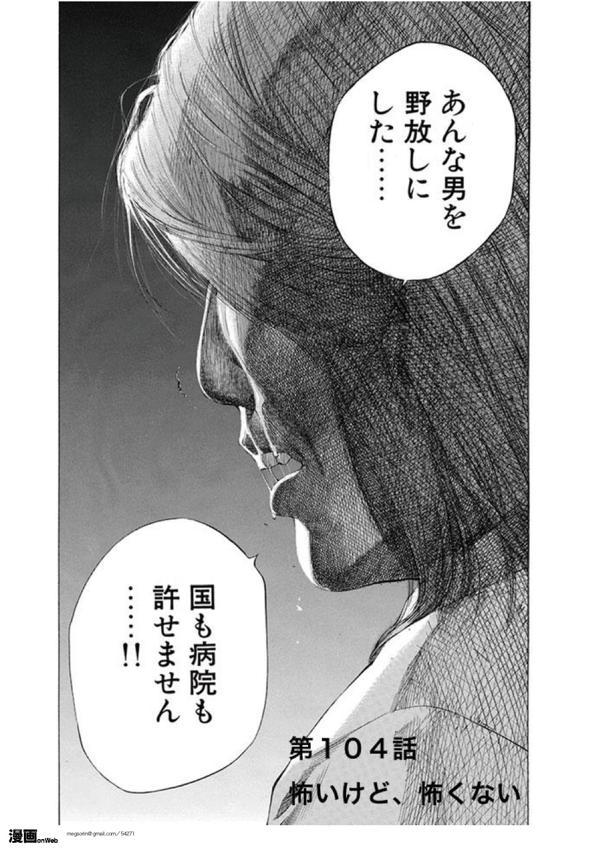 あんな男を
野放しに
した……
国も病院も
許せません
……!!
第１０４話
怖いけど、怖くない
漫画onWeb
megaorin@gmail.com/54271